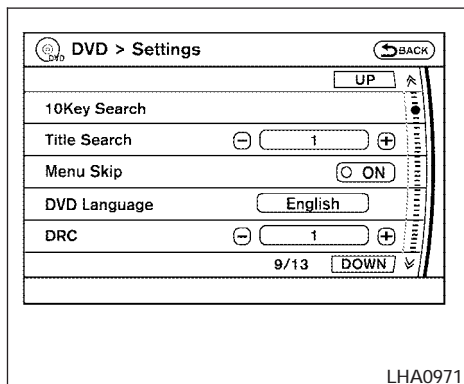 DVD DVD > Settings BACK
UP
10Key Search
Title Search 1
Menu Skip ON
DVD Language English
DRC 1
9/13 DOWN
LHA0971